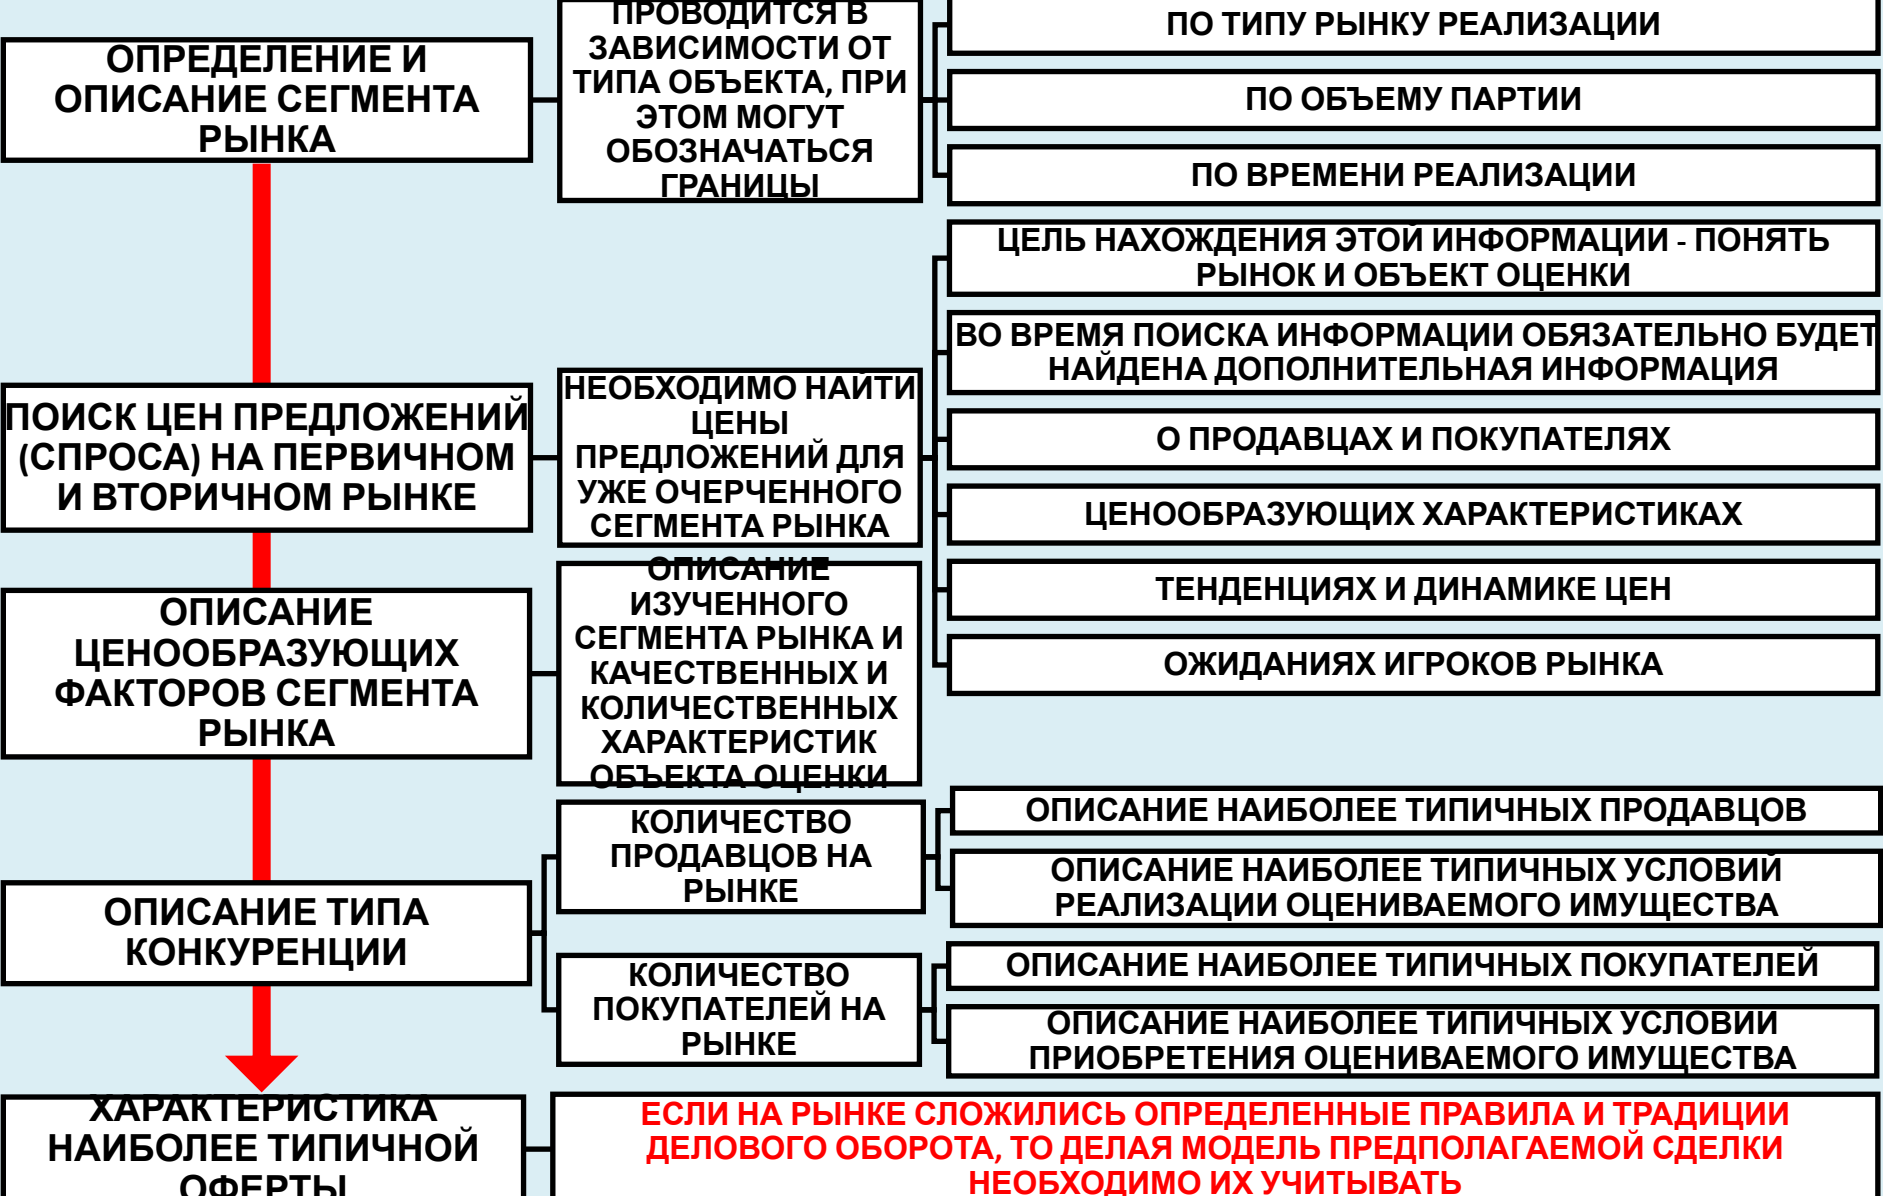 ОПРЕДЕЛЕНИЕ И
ОПИСАНИЕ СЕГМЕНТА
РЫНКА
ПРОВОДИТСЯ В
ЗАВИСИМОСТИ ОТ
ТИПА ОБЪЕКТА, ПРИ
ЭТОМ МОГУТ
ОБОЗНАЧАТЬСЯ
ГРАНИЦЫ
ПО ТИПУ РЫНКУ РЕАЛИЗАЦИИ
ПО ОБЪЕМУ ПАРТИИ
ПО ВРЕМЕНИ РЕАЛИЗАЦИИ
ПОИСК ЦЕН ПРЕДЛОЖЕНИЙ
(СПРОСА) НА ПЕРВИЧНОМ
И ВТОРИЧНОМ РЫНКЕ
НЕОБХОДИМО НАЙТИ
ЦЕНЫ
ПРЕДЛОЖЕНИЙ ДЛЯ
УЖЕ ОЧЕРЧЕННОГО
СЕГМЕНТА РЫНКА
ЦЕЛЬ НАХОЖДЕНИЯ ЭТОЙ ИНФОРМАЦИИ - ПОНЯТЬ
РЫНОК И ОБЪЕКТ ОЦЕНКИ
ВО ВРЕМЯ ПОИСКА ИНФОРМАЦИИ ОБЯЗАТЕЛЬНО БУДЕТ
НАЙДЕНА ДОПОЛНИТЕЛЬНАЯ ИНФОРМАЦИЯ
О ПРОДАВЦАХ И ПОКУПАТЕЛЯХ
ЦЕНООБРАЗУЮЩИХ ХАРАКТЕРИСТИКАХ
ТЕНДЕНЦИЯХ И ДИНАМИКЕ ЦЕН
ОЖИДАНИЯХ ИГРОКОВ РЫНКА
ОПИСАНИЕ
ЦЕНООБРАЗУЮЩИХ
ФАКТОРОВ СЕГМЕНТА
РЫНКА
ОПИСАНИЕ
ИЗУЧЕННОГО
СЕГМЕНТА РЫНКА И
КАЧЕСТВЕННЫХ И
КОЛИЧЕСТВЕННЫХ
ХАРАКТЕРИСТИК
ОБЪЕКТА ОЦЕНКИ
ОПИСАНИЕ ТИПА
КОНКУРЕНЦИИ
КОЛИЧЕСТВО
ПРОДАВЦОВ НА
РЫНКЕ
ОПИСАНИЕ НАИБОЛЕЕ ТИПИЧНЫХ ПРОДАВЦОВ
ОПИСАНИЕ НАИБОЛЕЕ ТИПИЧНЫХ УСЛОВИЙ
РЕАЛИЗАЦИИ ОЦЕНИВАЕМОГО ИМУЩЕСТВА
КОЛИЧЕСТВО
ПОКУПАТЕЛЕЙ НА
РЫНКЕ
ОПИСАНИЕ НАИБОЛЕЕ ТИПИЧНЫХ ПОКУПАТЕЛЕЙ
ОПИСАНИЕ НАИБОЛЕЕ ТИПИЧНЫХ УСЛОВИЙ
ПРИОБРЕТЕНИЯ ОЦЕНИВАЕМОГО ИМУЩЕСТВА
ХАРАКТЕРИСТИКА
НАИБОЛЕЕ ТИПИЧНОЙ
ОФЕРТЫ
ЕСЛИ НА РЫНКЕ СЛОЖИЛИСЬ ОПРЕДЕЛЕННЫЕ ПРАВИЛА И ТРАДИЦИИ
ДЕЛОВОГО ОБОРОТА, ТО ДЕЛАЯ МОДЕЛЬ ПРЕДПОЛАГАЕМОЙ СДЕЛКИ
НЕОБХОДИМО ИХ УЧИТЫВАТЬ